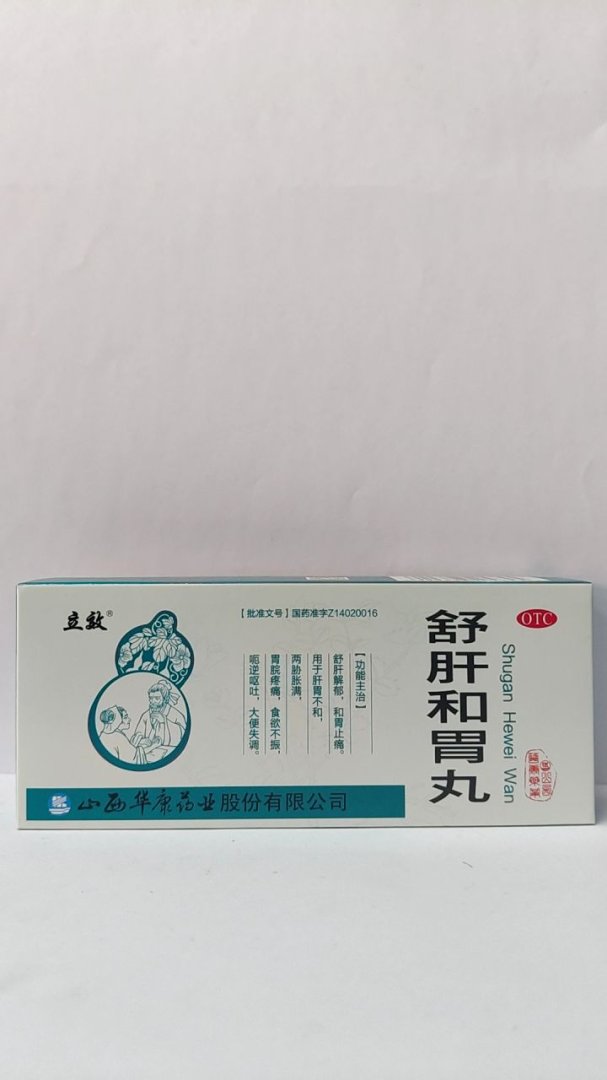 立效®
【批准文号】国药准字Z14020016
【功能主治】
舒肝解郁，和胃止痛。
用于肝胃不和，
两胁胀满，
胃脘疼痛，食欲不振，
呃逆呕吐，大便失调。
舒肝和胃丸
Shugan Hewei Wan
OTC
山西华康药业股份有限公司